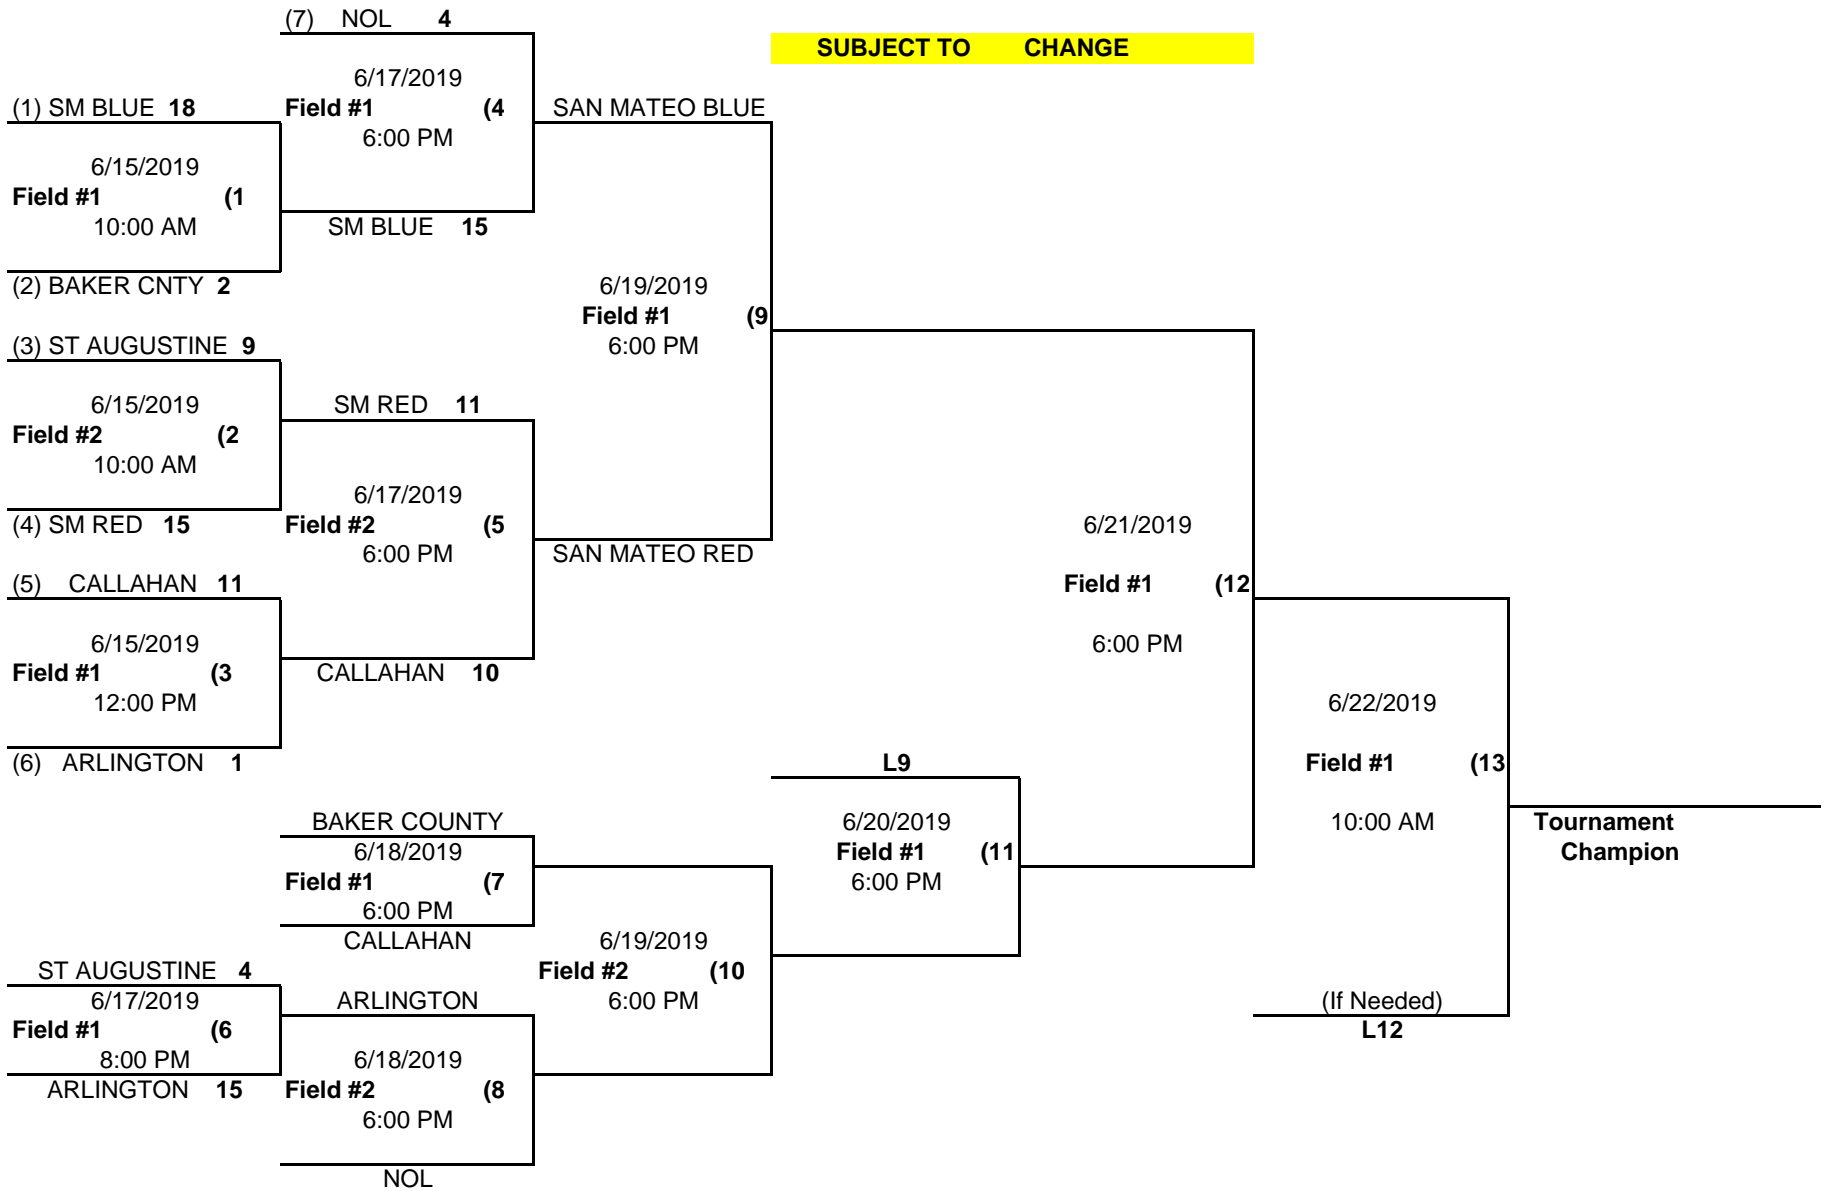 (7) NOL 4
SUBJECT TO CHANGE
6/17/2019
(1) SM BLUE 18 Field #1 (4 SAN MATEO BLUE
6:00 PM
6/15/2019
Field #1 (1
10:00 AM SM BLUE 15
(2) BAKER CNTY 2 6/19/2019
Field #1 (9
(3) ST AUGUSTINE 9 6:00 PM
6/15/2019 SM RED 11
Field #2 (2
10:00 AM
6/17/2019
(4) SM RED 15 Field #2 (5 6/21/2019
6:00 PM SAN MATEO RED
(5) CALLAHAN 11 Field #1 (12
6/15/2019 6:00 PM
Field #1 (3 CALLAHAN 10
12:00 PM 6/22/2019
(6) ARLINGTON 1 L9 Field #1 (13
BAKER COUNTY 6/20/2019 10:00 AM Tournament
6/18/2019 Field #1 (11 Champion
Field #1 (7 6:00 PM
6:00 PM
CALLAHAN 6/19/2019
ST AUGUSTINE 4 Field #2 (10
6/17/2019 ARLINGTON 6:00 PM (If Needed)
Field #1 (6 L12
8:00 PM 6/18/2019
ARLINGTON 15 Field #2 (8
6:00 PM
NOL